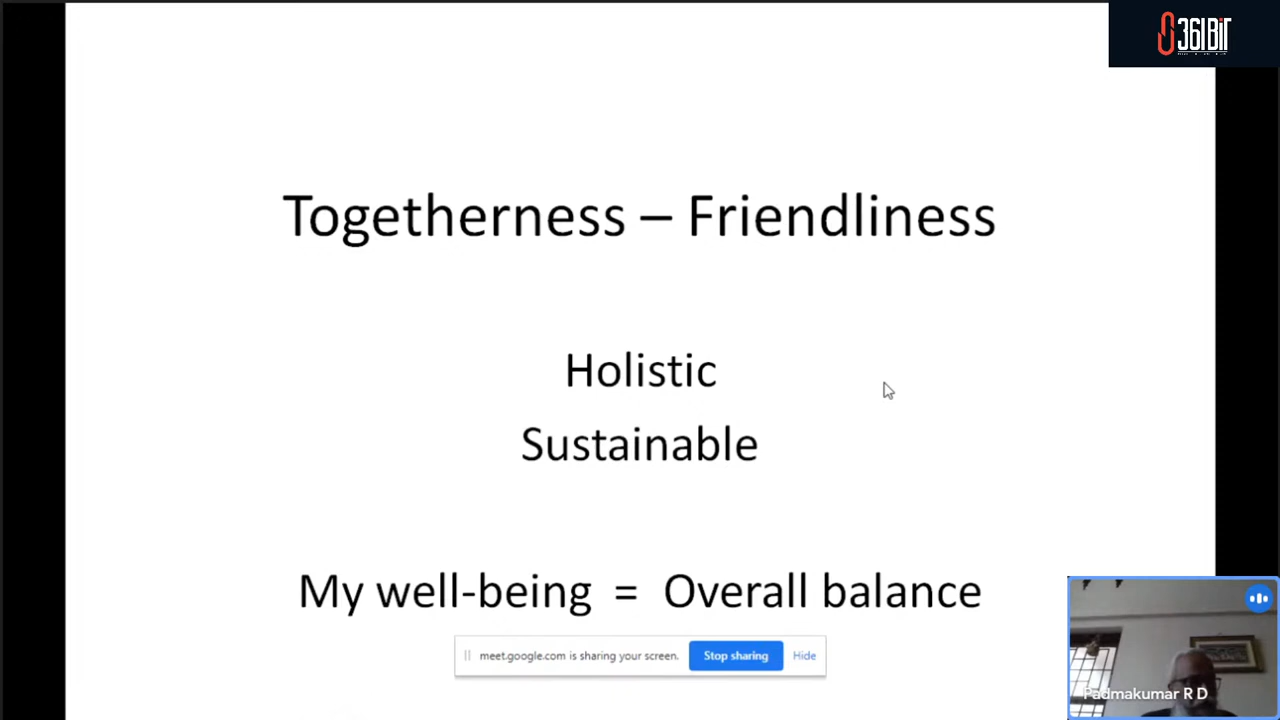 361BiT
Togetherness – Friendliness
Holistic
Sustainable
My well-being = Overall balance
meet.google.com is sharing your screen. Stop sharing Hide
Padmakumar R D